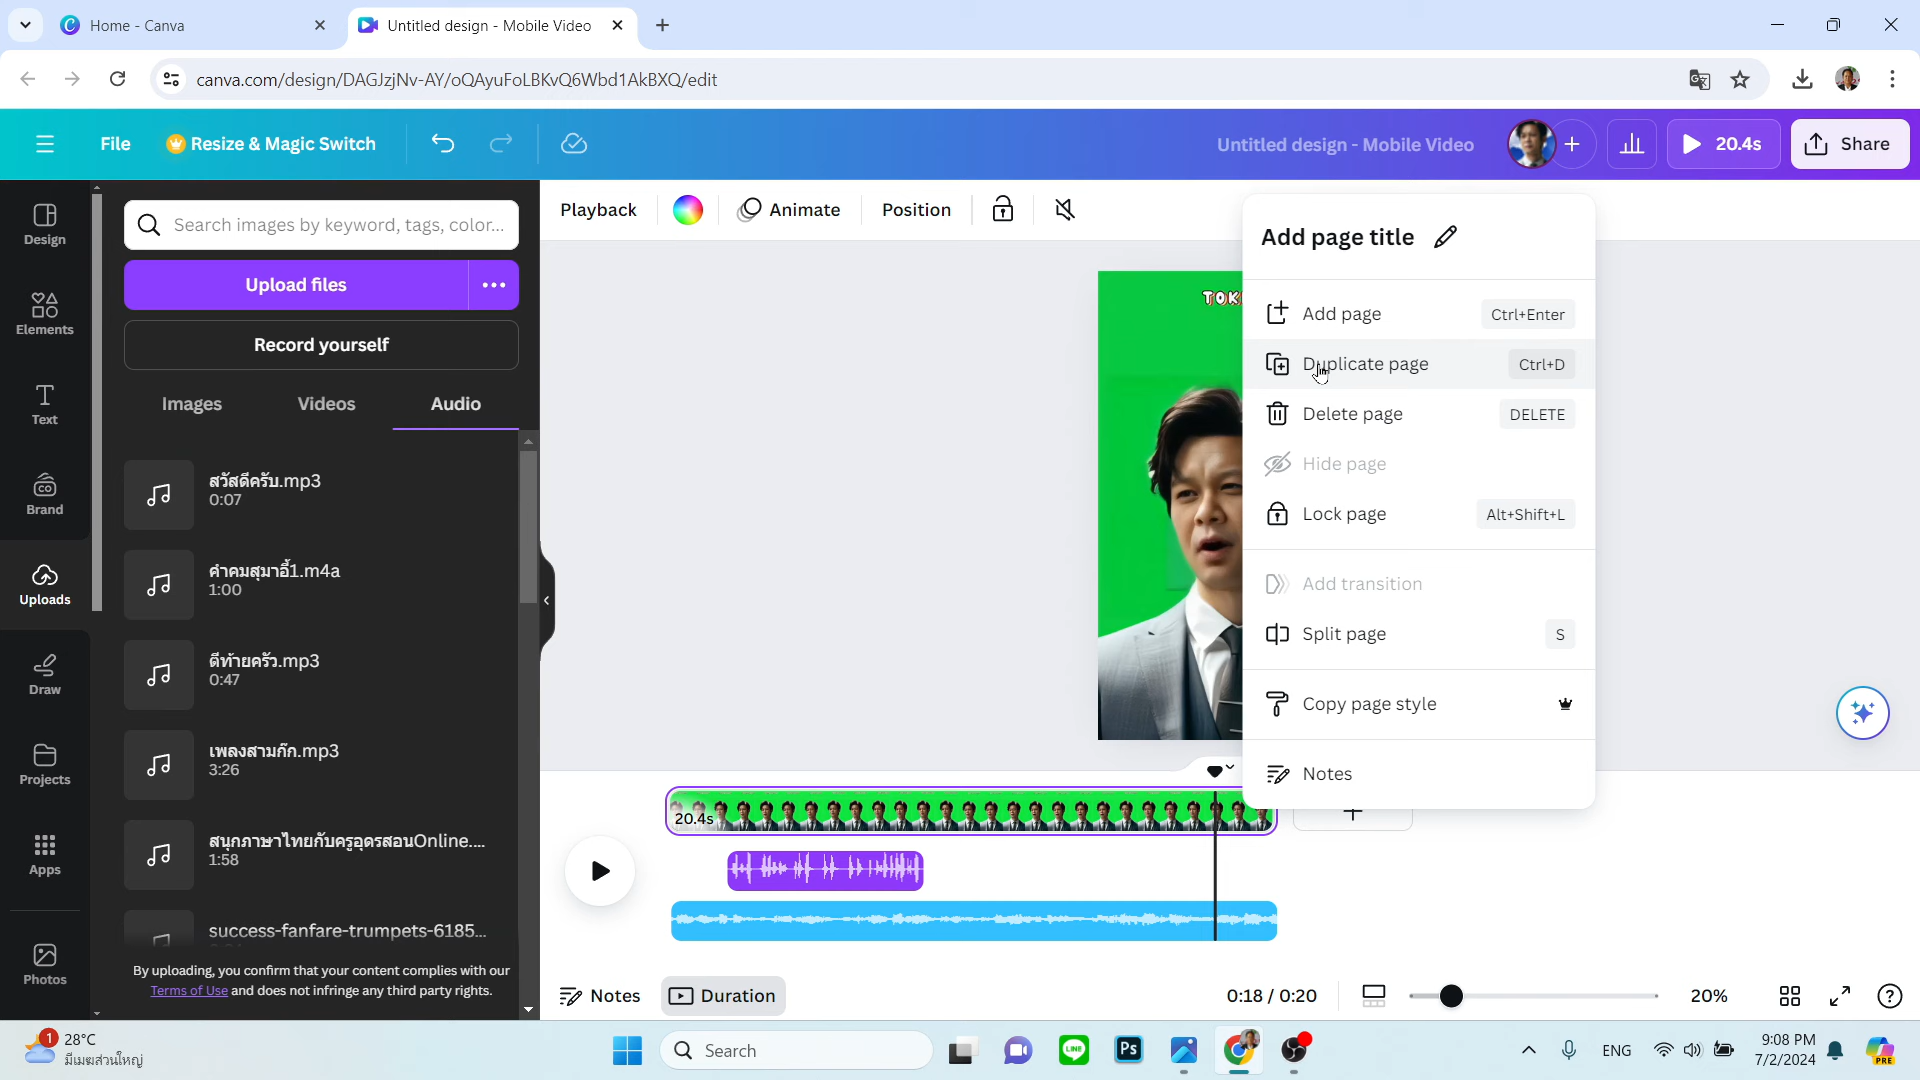 Home - Canva
Untitled design - Mobile Video
canva.com/design/DAGJzjNv-AY/oQAyuFoLBKvQ6Wbd1AkBXQ/edit
File
Resize & Magic Switch
Untitled design - Mobile Video
20.4s
Share
Design
Elements
Text
Brand
Uploads
Draw
Projects
Apps
Photos
Search images by keyword, tags, color...
Upload files
Record yourself
Images
Videos
Audio
สวัสดีครับ.mp3
0:07
คำคมสุมาอี้1.m4a
1:00
ตีท้ายครัว.mp3
0:47
เพลงสามก๊ก.mp3
3:26
สนุกภาษาไทยกับครูอุดรสอนOnline....
1:58
success-fanfare-trumpets-6185...
By uploading, you confirm that your content complies with our
Terms of Use and does not infringe any third party rights.
Playback
Animate
Position
Add page title
Add page
Ctrl+Enter
Duplicate page
Ctrl+D
Delete page
DELETE
Hide page
Lock page
Alt+Shift+L
Add transition
Split page
S
Copy page style
Notes
TOK
20.4s
Notes
Duration
0:18 / 0:20
20%
1
28°C
มีเมฆส่วนใหญ่
Search
LINE
Ps
ENG
9:08 PM
7/2/2024
PRE